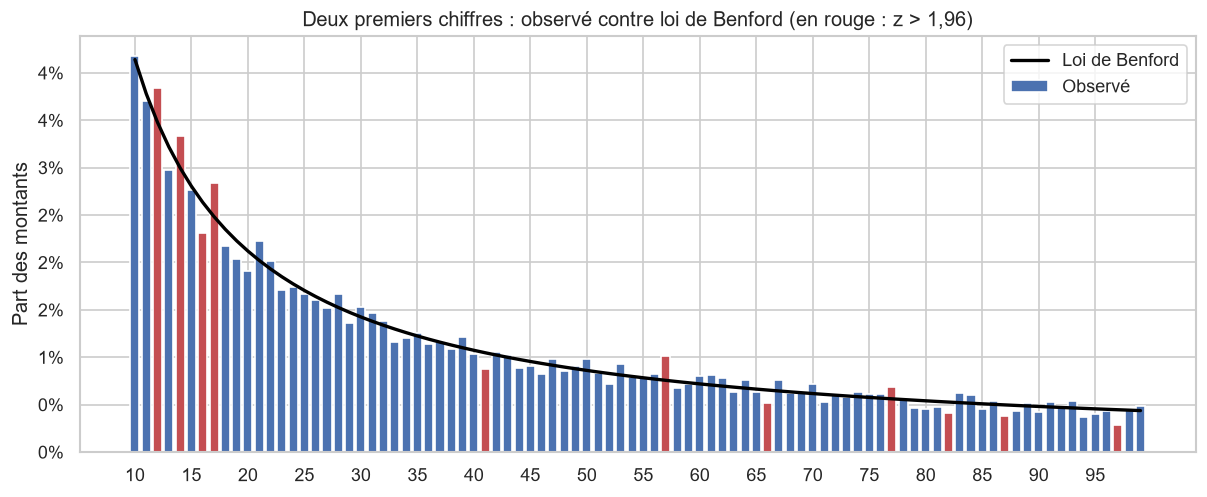 Deux premiers chiffres : observé contre loi de Benford (en rouge : z > 1,96)
Loi de Benford
Observé
Part des montants
4%
4%
3%
2%
2%
2%
1%
0%
0%
10 15 20 25 30 35 40 45 50 55 60 65 70 75 80 85 90 95